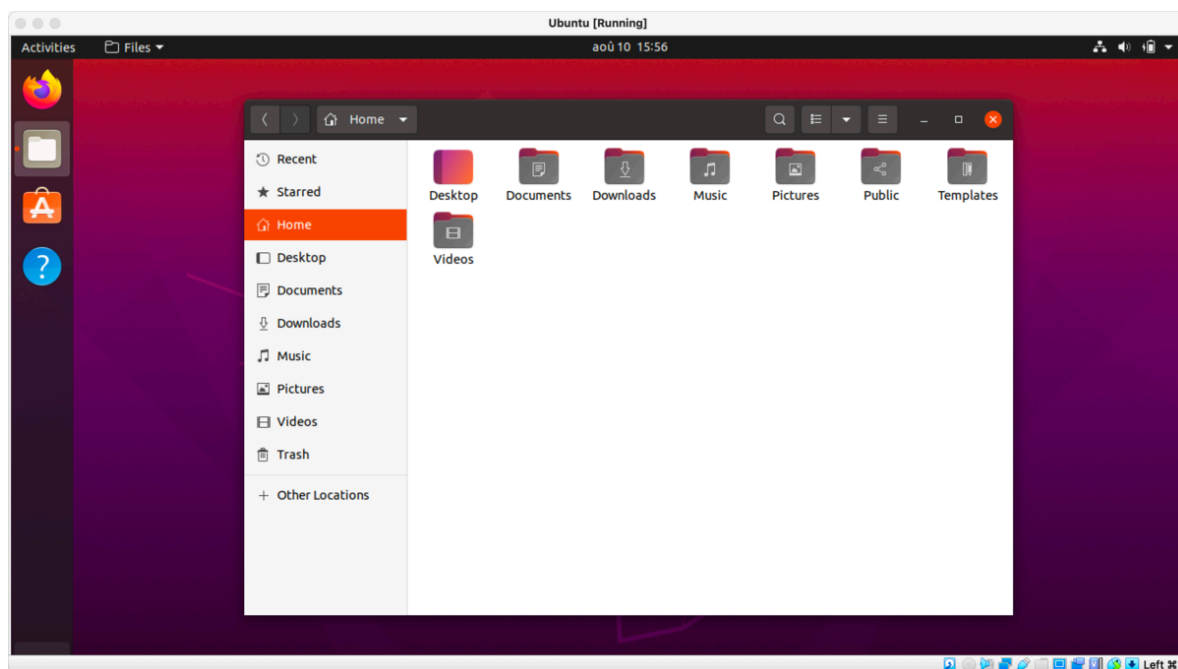 Ubuntu [Running]
Activities Files aoû 10 15:56
Home
Recent
Starred
Home
Desktop
Documents
Downloads
Music
Pictures
Videos
Trash
Other Locations
Desktop Documents Downloads Music Pictures Public Templates
Videos
Left ⌘